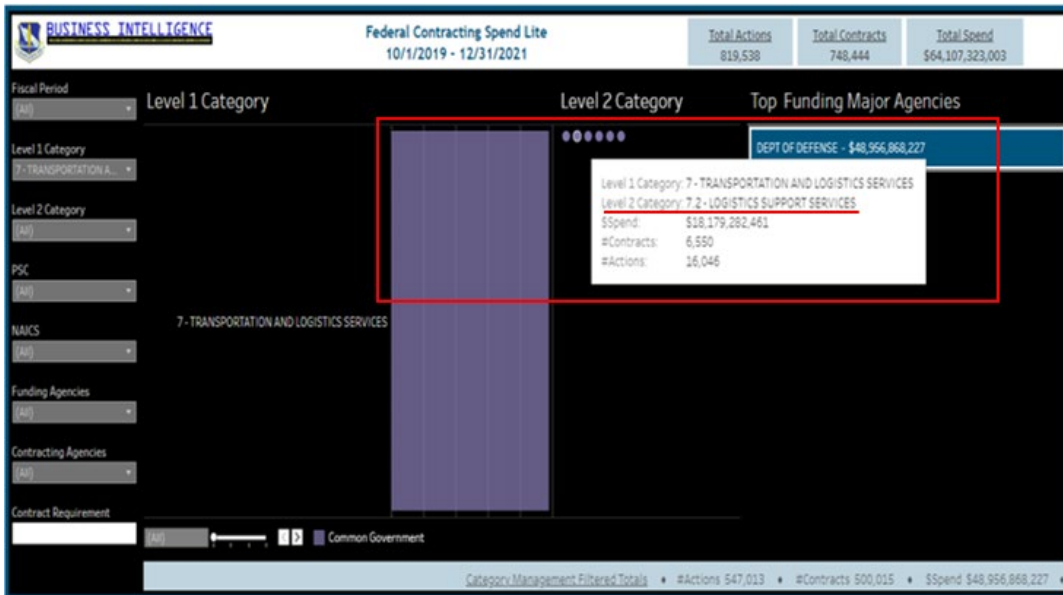 BUSINESS INTELLIGENCE
Federal Contracting Spend Lite
10/1/2019 - 12/31/2021
Total Actions
819,538
Total Contracts
748,444
Total Spend
$64,107,323,003
Fiscal Period
(All)
Level 1 Category
7 - TRANSPORTATION A...
Level 2 Category
(All)
PSC
(All)
NAICS
(All)
Funding Agencies
(All)
Contracting Agencies
(All)
Contract Requirement
Level 1 Category
Level 2 Category
Top Funding Major Agencies
DEPT OF DEFENSE - $48,956,868,227
Level 1 Category: 7 - TRANSPORTATION AND LOGISTICS SERVICES
Level 2 Category: 7.2 - LOGISTICS SUPPORT SERVICES
$Spend: $18,179,282,461
#Contracts: 6,550
#Actions: 16,046
7 - TRANSPORTATION AND LOGISTICS SERVICES
(All)
Common Government
Category Management Filtered Totals ♦ #Actions 547,013 ♦ #Contracts 500,015 ♦ $Spend $48,956,868,227 ♦